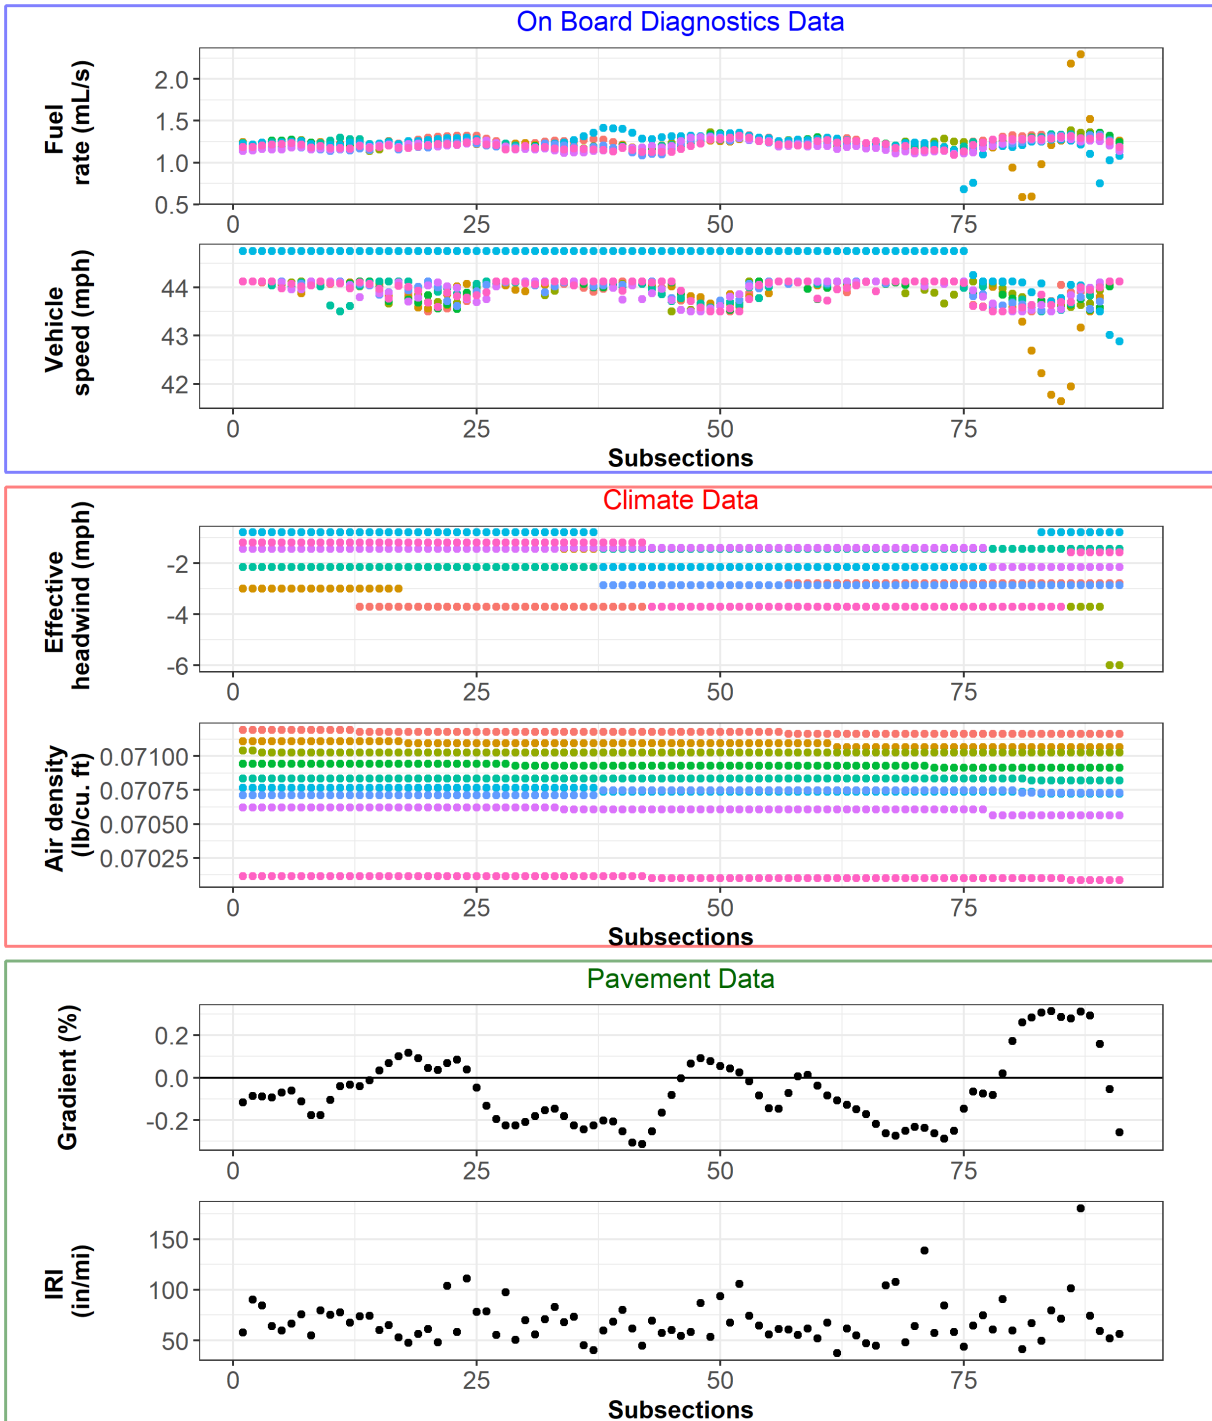 On Board Diagnostics Data
Fuel
rate (mL/s)
2.0
1.5
1.0
0.5
0 25 50 75
Vehicle
speed (mph)
44
43
42
0 25 50 75
Subsections
Climate Data
Effective
headwind (mph)
-2
-4
-6
0 25 50 75
Air density
(lb/cu. ft)
0.07100
0.07075
0.07050
0.07025
0 25 50 75
Subsections
Pavement Data
Gradient (%)
0.2
0.0
-0.2
0 25 50 75
IRI
(in/mi)
150
100
50
0 25 50 75
Subsections